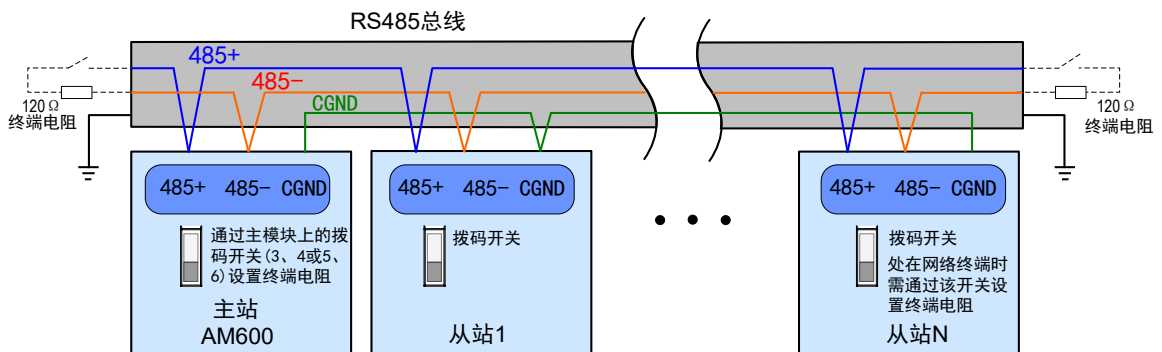 RS485总线
485+
485-
CGND
120Ω
终端电阻
120Ω
终端电阻
485+ 485- CGND
通过主模块上的拨
码开关(3、4或5、
6)设置终端电阻
主站
AM600
485+ 485- CGND
拨码开关
从站1
485+ 485- CGND
拨码开关
处在网络终端时
需通过该开关设
置终端电阻
从站N